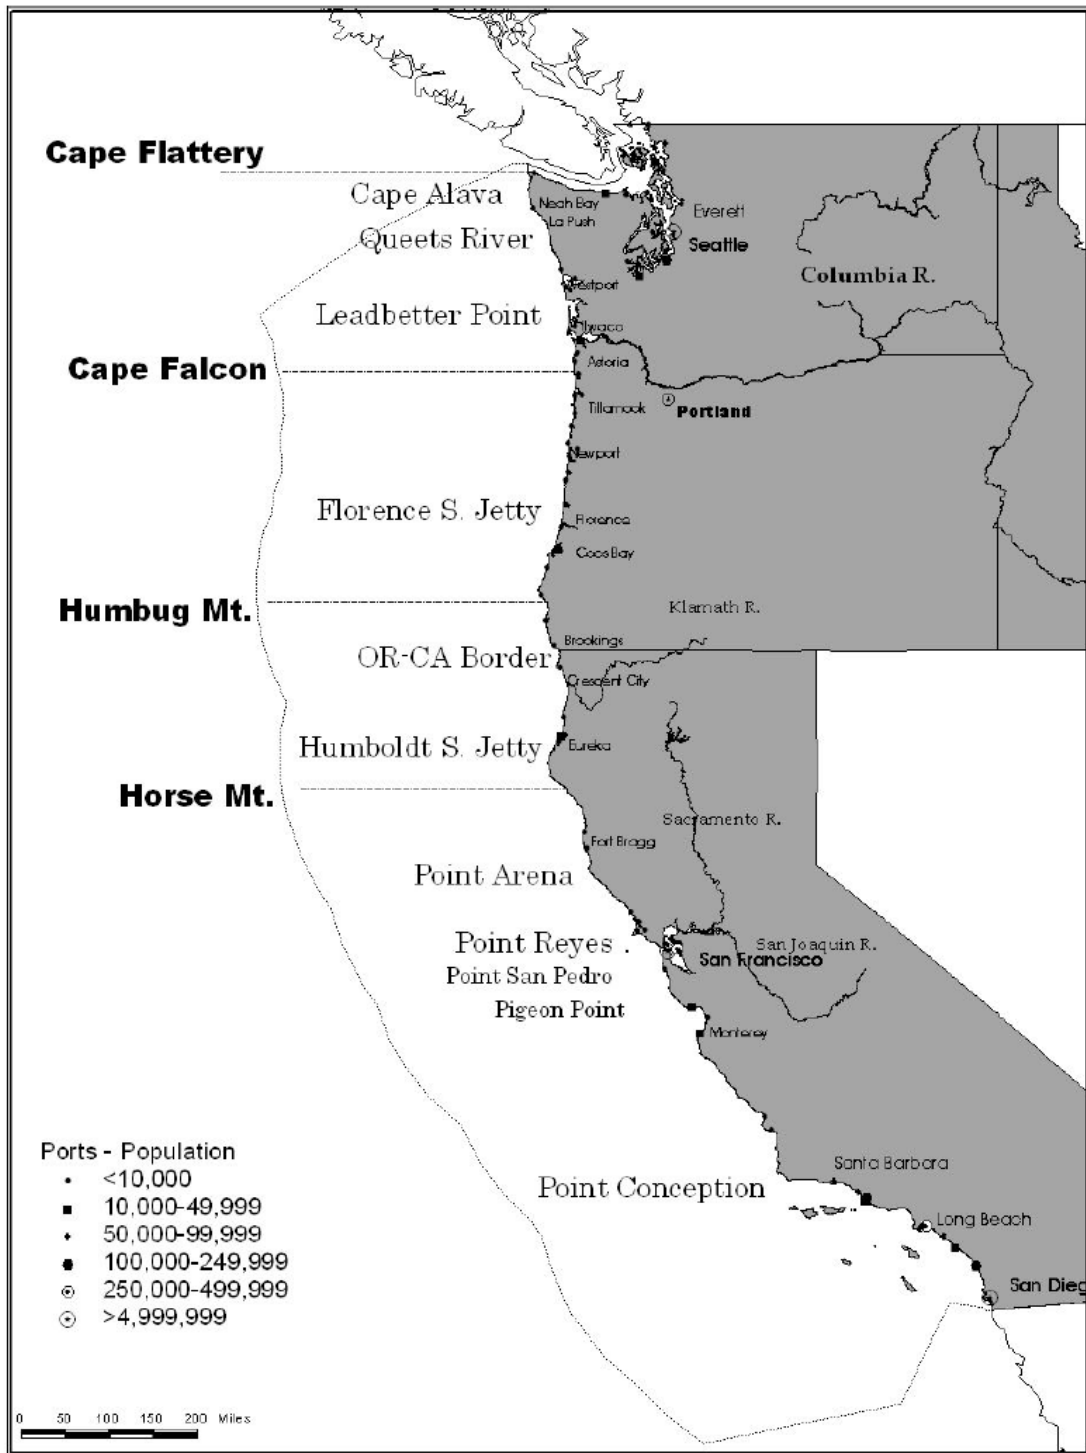 Cape Flattery
Cape Alava
Neah Bay
La Push
Everett
Queets River
Seattle
Columbia R.
Leadbetter Point
Ilwaco
Cape Falcon
Astoria
Tillamook
Portland
Newport
Florence S. Jetty
Florence
Coos Bay
Humbug Mt.
Klamath R.
Brookings
OR-CA Border
Crescent City
Humboldt S. Jetty
Eureka
Horse Mt.
Sacramento R.
Fort Bragg
Point Arena
Point Reyes .
San Joaquin R.
San Francisco
Point San Pedro
Pigeon Point
Monterey
Ports - Population
<10,000
10,000-49,999
50,000-99,999
100,000-249,999
250,000-499,999
>4,999,999
Santa Barbara
Point Conception
Long Beach
San Dieg
0 50 100 150 200 Miles